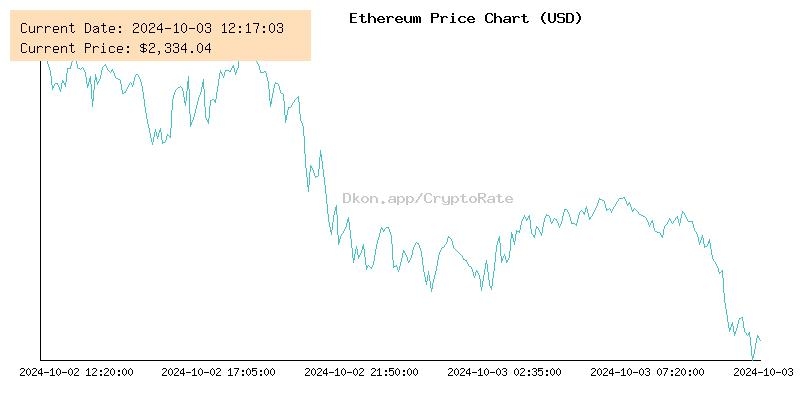 Ethereum Price Chart (USD)
Current Date: 2024-10-03 12:17:03
Current Price: $2,334.04
Dkon.app/CryptoRate
2024-10-02 12:20:00 2024-10-02 17:05:00 2024-10-02 21:50:00 2024-10-03 02:35:00 2024-10-03 07:20:00 2024-10-03